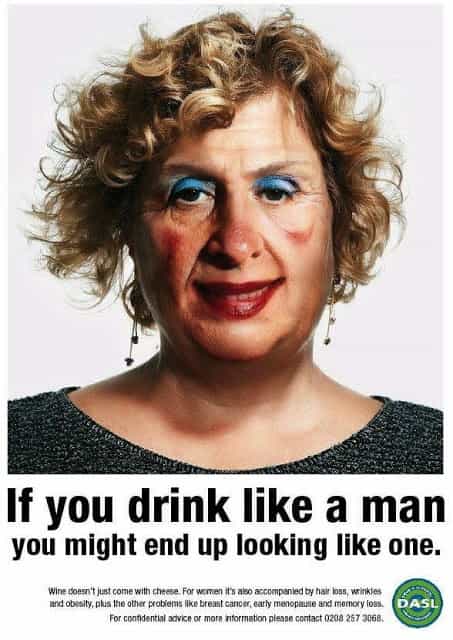 If you drink like a man
you might end up looking like one.
Wine doesn't just come with cheese. For women it's also accompanied by hair loss, wrinkles
and obesity, plus the other problems like breast cancer, early menopause and memory loss.
For confidential advice or more information please contact 0208 257 3068.
DASL